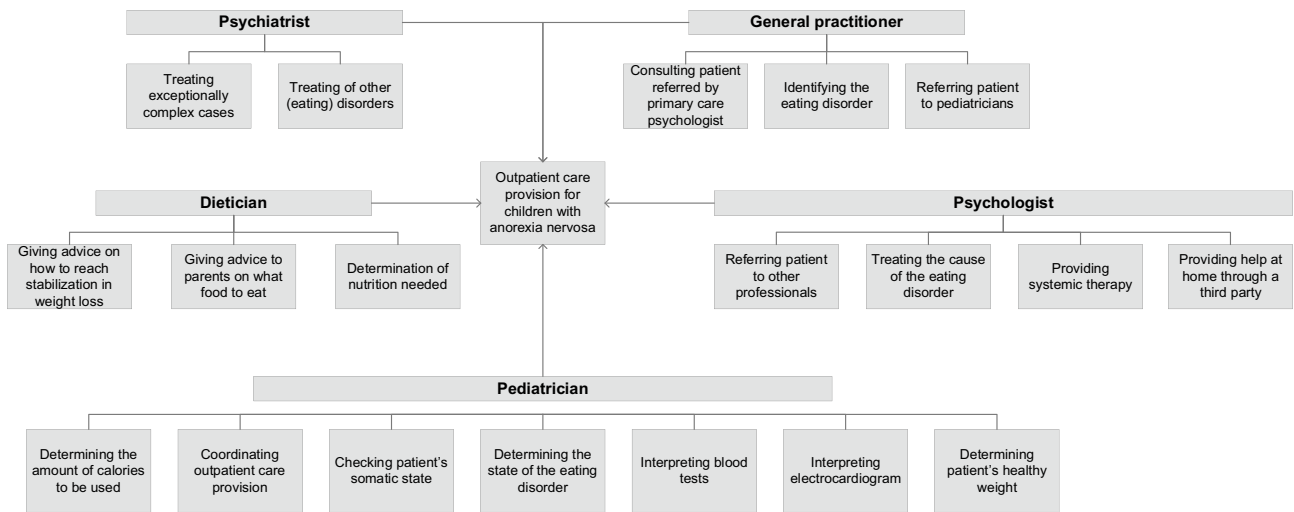 Psychiatrist
General practitioner
Treating
exceptionally
complex cases
Treating of other
(eating) disorders
Consulting patient
referred by
primary care
psychologist
Identifying the
eating disorder
Referring patient
to pediatricians
Outpatient care
provision for
children with
anorexia nervosa
Dietician
Psychologist
Giving advice on
how to reach
stabilization in
weight loss
Giving advice to
parents on what
food to eat
Determination of
nutrition needed
Referring patient
to other
professionals
Treating the cause
of the eating
disorder
Providing
systemic therapy
Providing help at
home through a
third party
Pediatrician
Determining the
amount of calories
to be used
Coordinating
outpatient care
provision
Checking patient's
somatic state
Determining the
state of the eating
disorder
Interpreting blood
tests
Interpreting
electrocardiogram
Determining
patient's healthy
weight